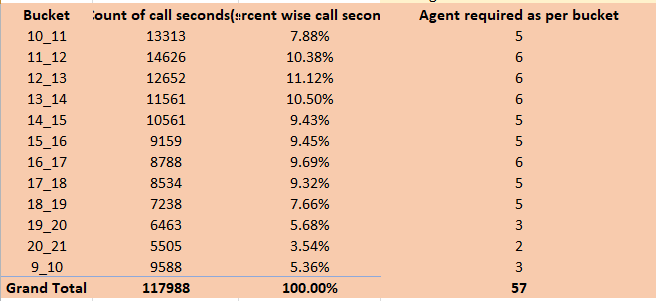 Bucket ount of call seconds(s rcent wise call secon Agent required as per bucket
10_11 13313 7.88% 5
11_12 14626 10.38% 6
12_13 12652 11.12% 6
13_14 11561 10.50% 6
14_15 10561 9.43% 5
15_16 9159 9.45% 5
16_17 8788 9.69% 6
17_18 8534 9.32% 5
18_19 7238 7.66% 5
19_20 6463 5.68% 3
20_21 5505 3.54% 2
9_10 9588 5.36% 3
Grand Total 117988 100.00% 57